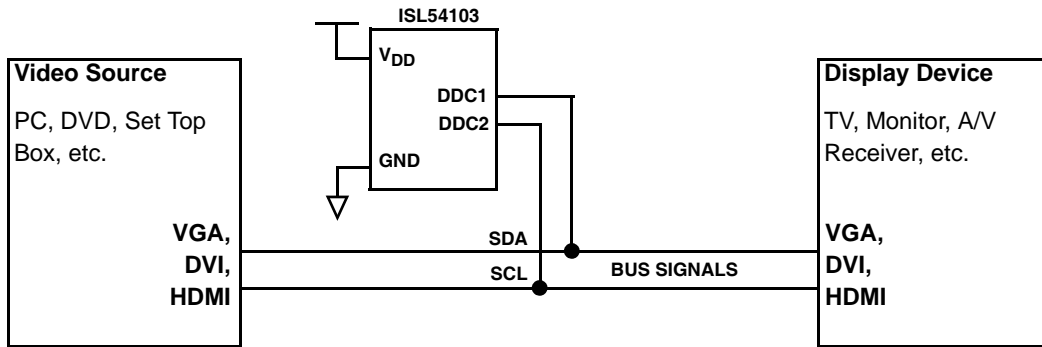 ISL54103
VDD
DDC1
DDC2
GND
Video Source
PC, DVD, Set Top
Box, etc.
VGA,
DVI,
HDMI
SDA
SCL
BUS SIGNALS
Display Device
TV, Monitor, A/V
Receiver, etc.
VGA,
DVI,
HDMI